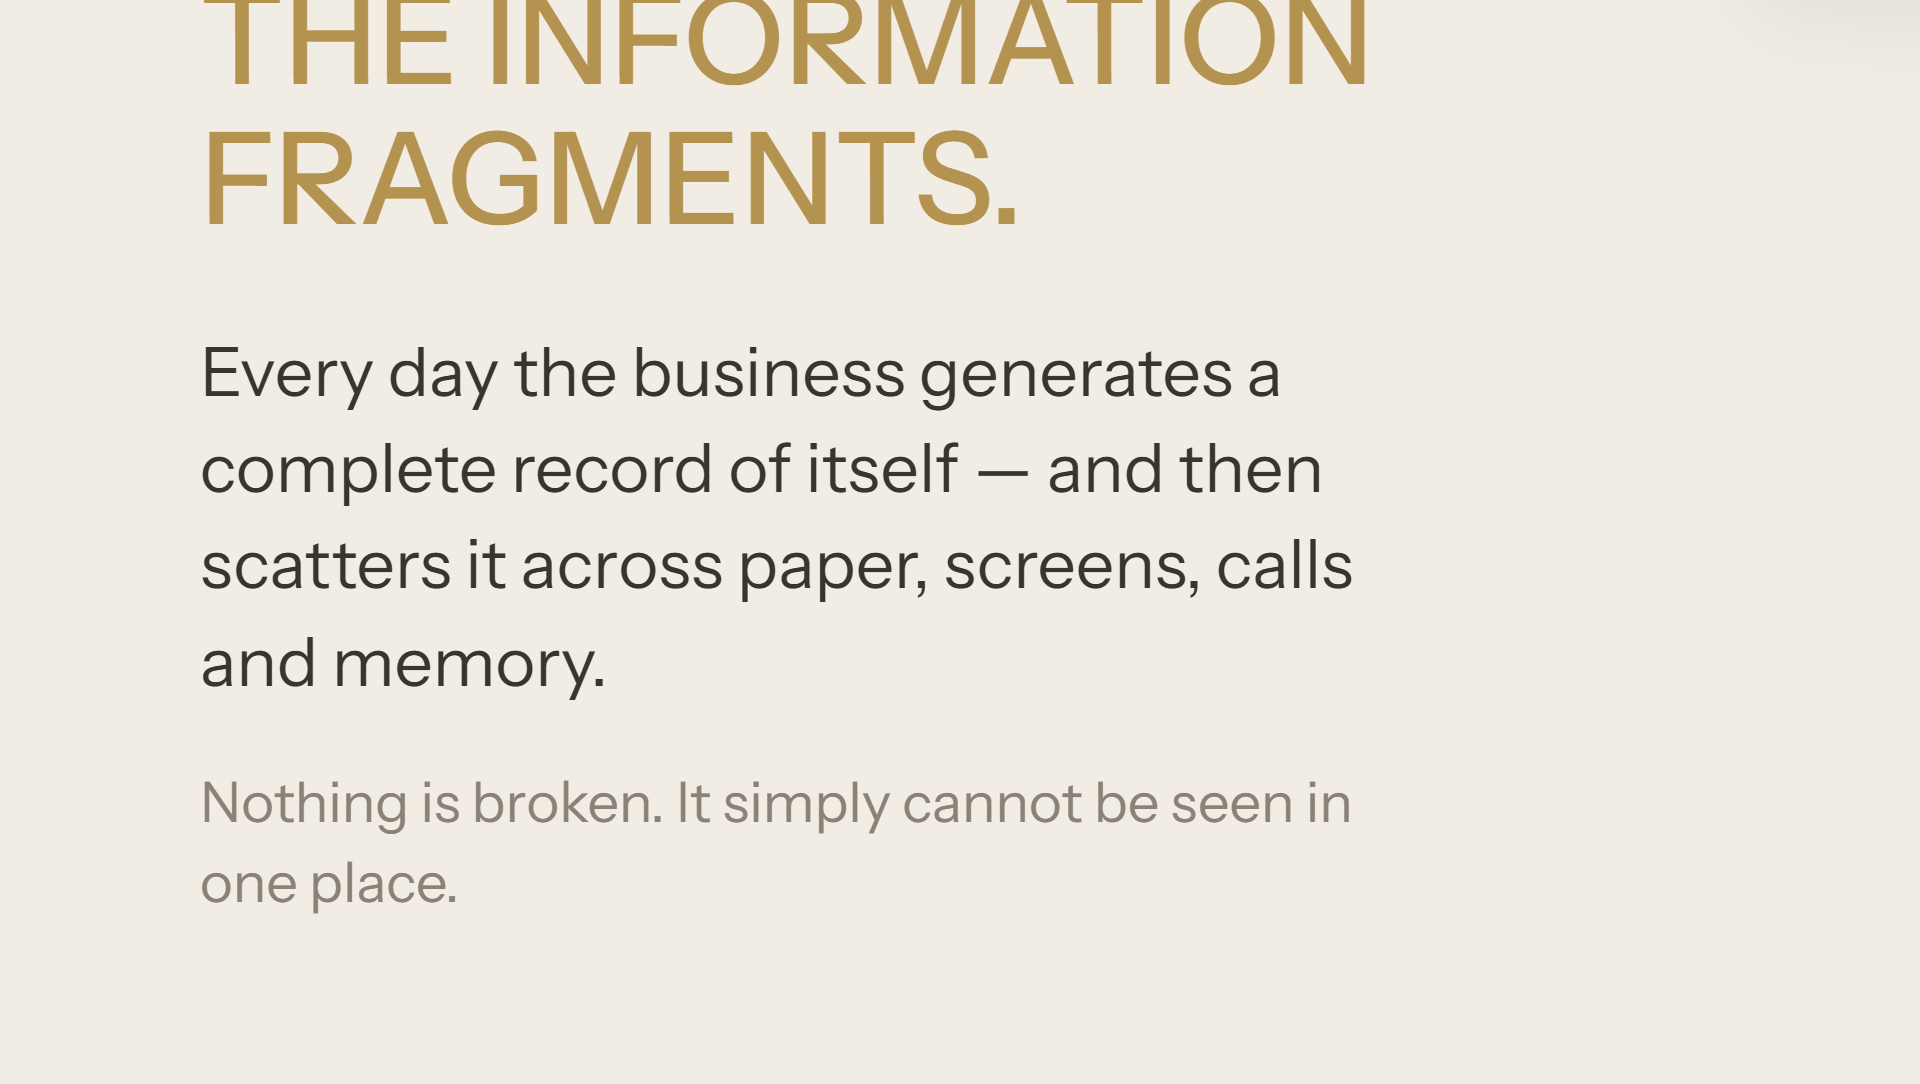 THE INFORMATION
FRAGMENTS.
Every day the business generates a
complete record of itself — and then
scatters it across paper, screens, calls
and memory.
Nothing is broken. It simply cannot be seen in
one place.